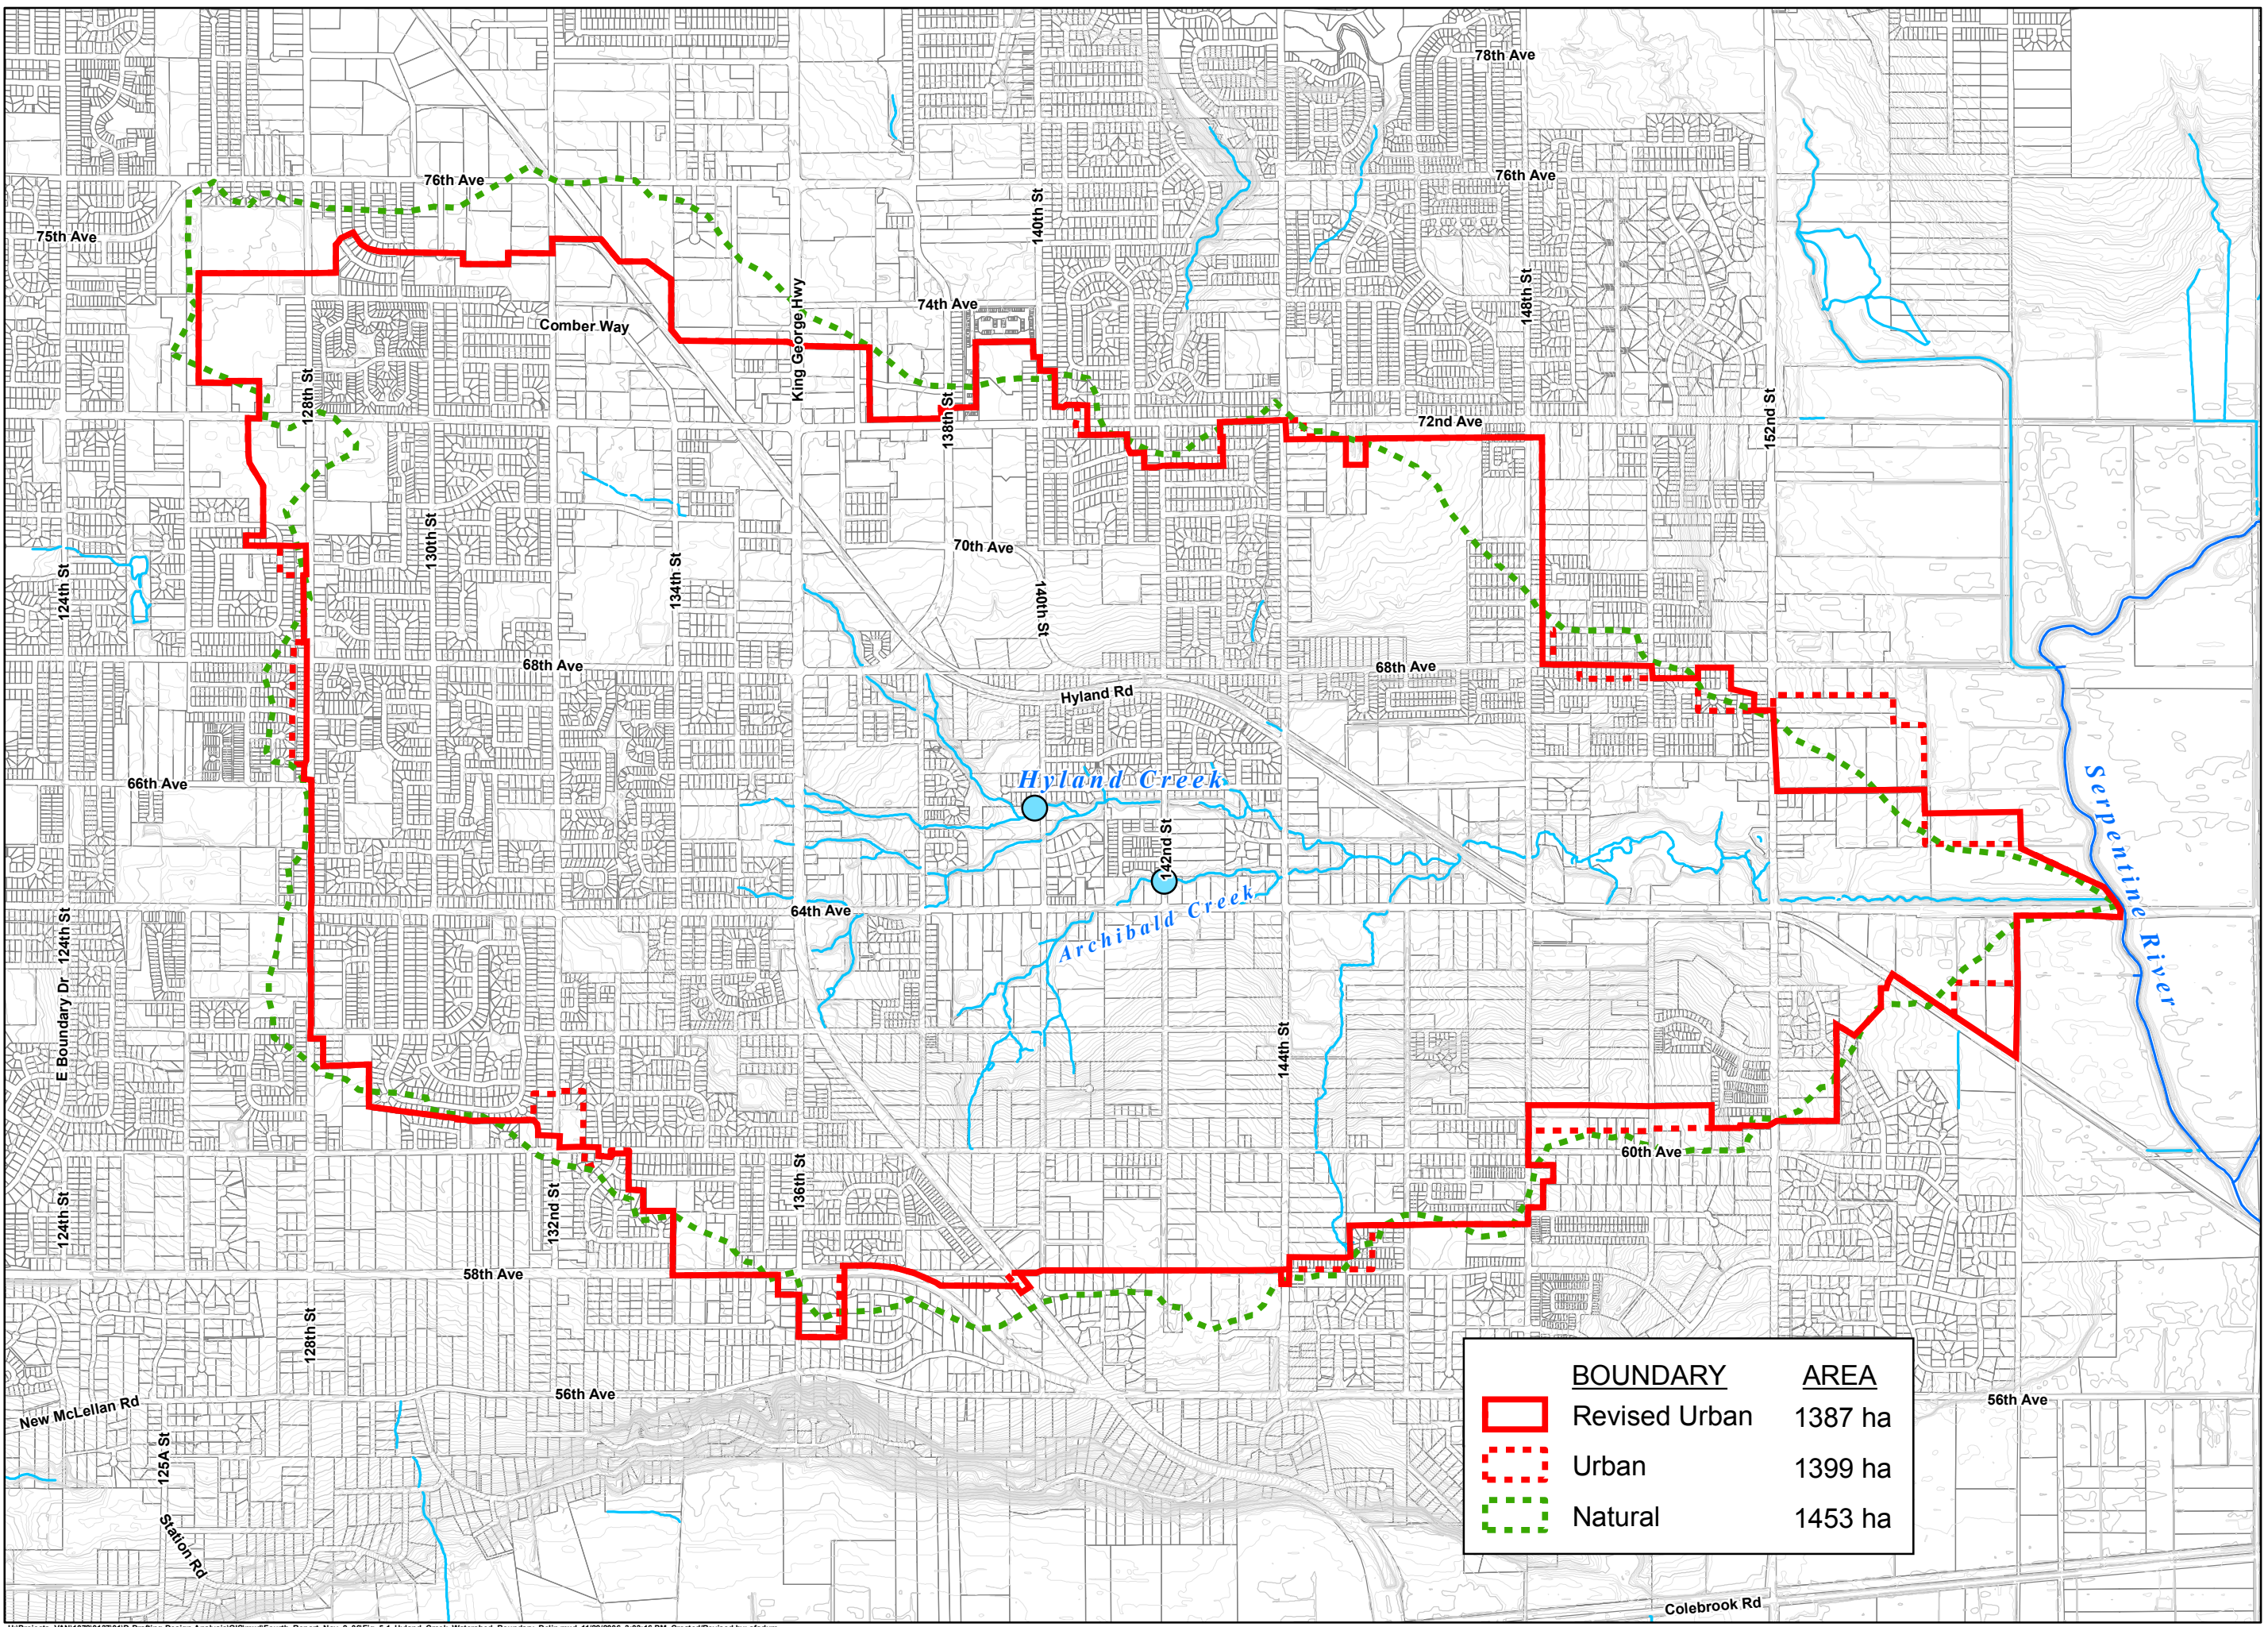 78th Ave
76th Ave
76th Ave
75th Ave
140th St
King George Hwy
148th St
74th Ave
Comber Way
128th St
138th St
72nd Ave
152nd St
130th St
70th Ave
124th St
134th St
140th St
68th Ave
68th Ave
Hyland Rd
66th Ave
Hyland Creek
Serpentine River
142nd St
64th Ave
Archibald Creek
124th St
E Boundary Dr
144th St
60th Ave
136th St
132nd St
124th St
58th Ave
128th St
56th Ave
New McLellan Rd
125A St
Station Rd
56th Ave
Colebrook Rd
BOUNDARY AREA
Revised Urban 1387 ha
Urban 1399 ha
Natural 1453 ha